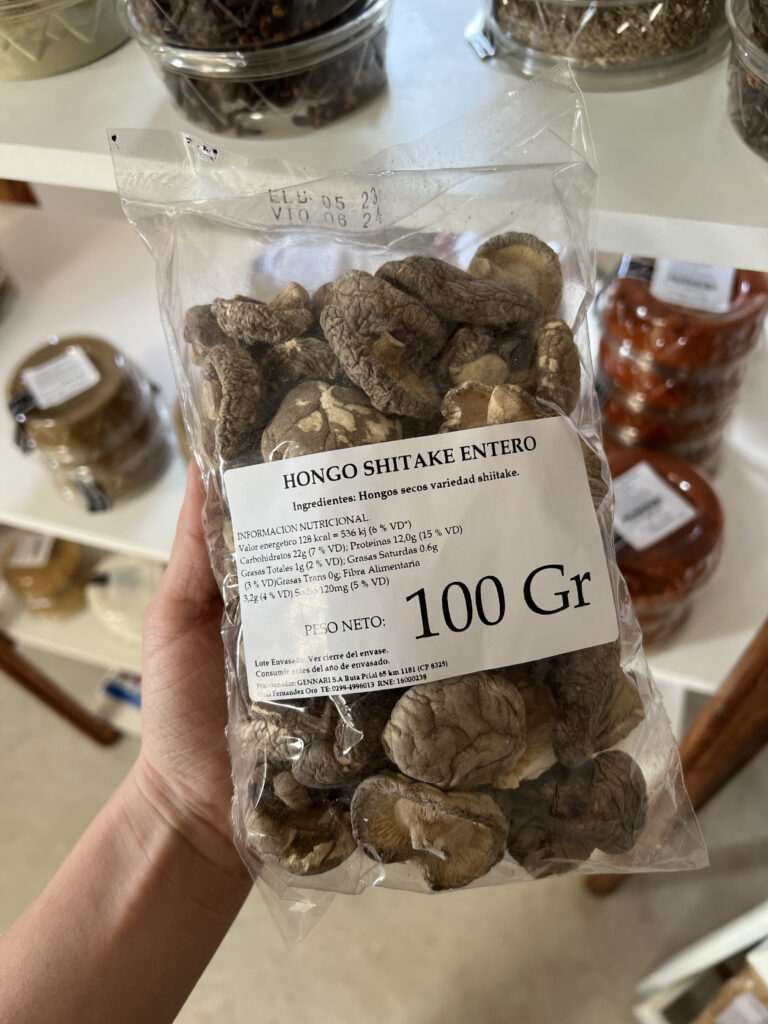 ELB 05 23
VTO 06 24
HONGO SHITAKE ENTERO
Ingredientes: Hongos secos variedad shiitake.
INFORMACION NUTRICIONAL
Valor energetico 128 kcal = 536 kj (6 % VD*)
Carbohidratos 22g (7 % VD); Proteinas 12,0g (15 % VD)
Grasas Totales 1g (2 % VD); Grasas Saturdas 0.6g
(3 % VD)Grasas Trans 0g; Fibra Alimentaria
3,2g (4 % VD) Sodio 120mg (5 % VD)
PESO NETO: 100 Gr
Lote Envasado: Ver cierre del envase.
Consumir antes del año de envasado.
GENNARI S.A Ruta Pcial 65 km 1181 (CP 8325)
Fernandez Oro TE: 0299-4996013 RNE: 16000238